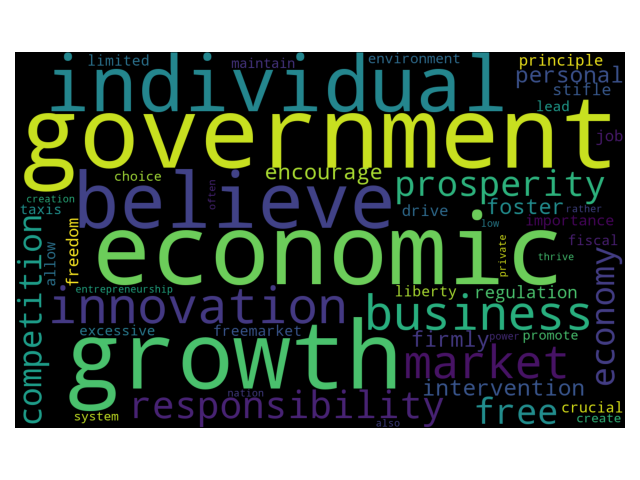 limited maintain environment principle
individual personal
stifle
lead
government job
choice encourage
believe prosperity
creation often foster rather
taxis drive importance
low
economic fiscal
freedom
allow
private
thrive
competition
entrepreneurship liberty regulation
innovation business economy
excessive freemarket firmly power promote
growth market
intervention
nation
responsibility free crucial
system also create